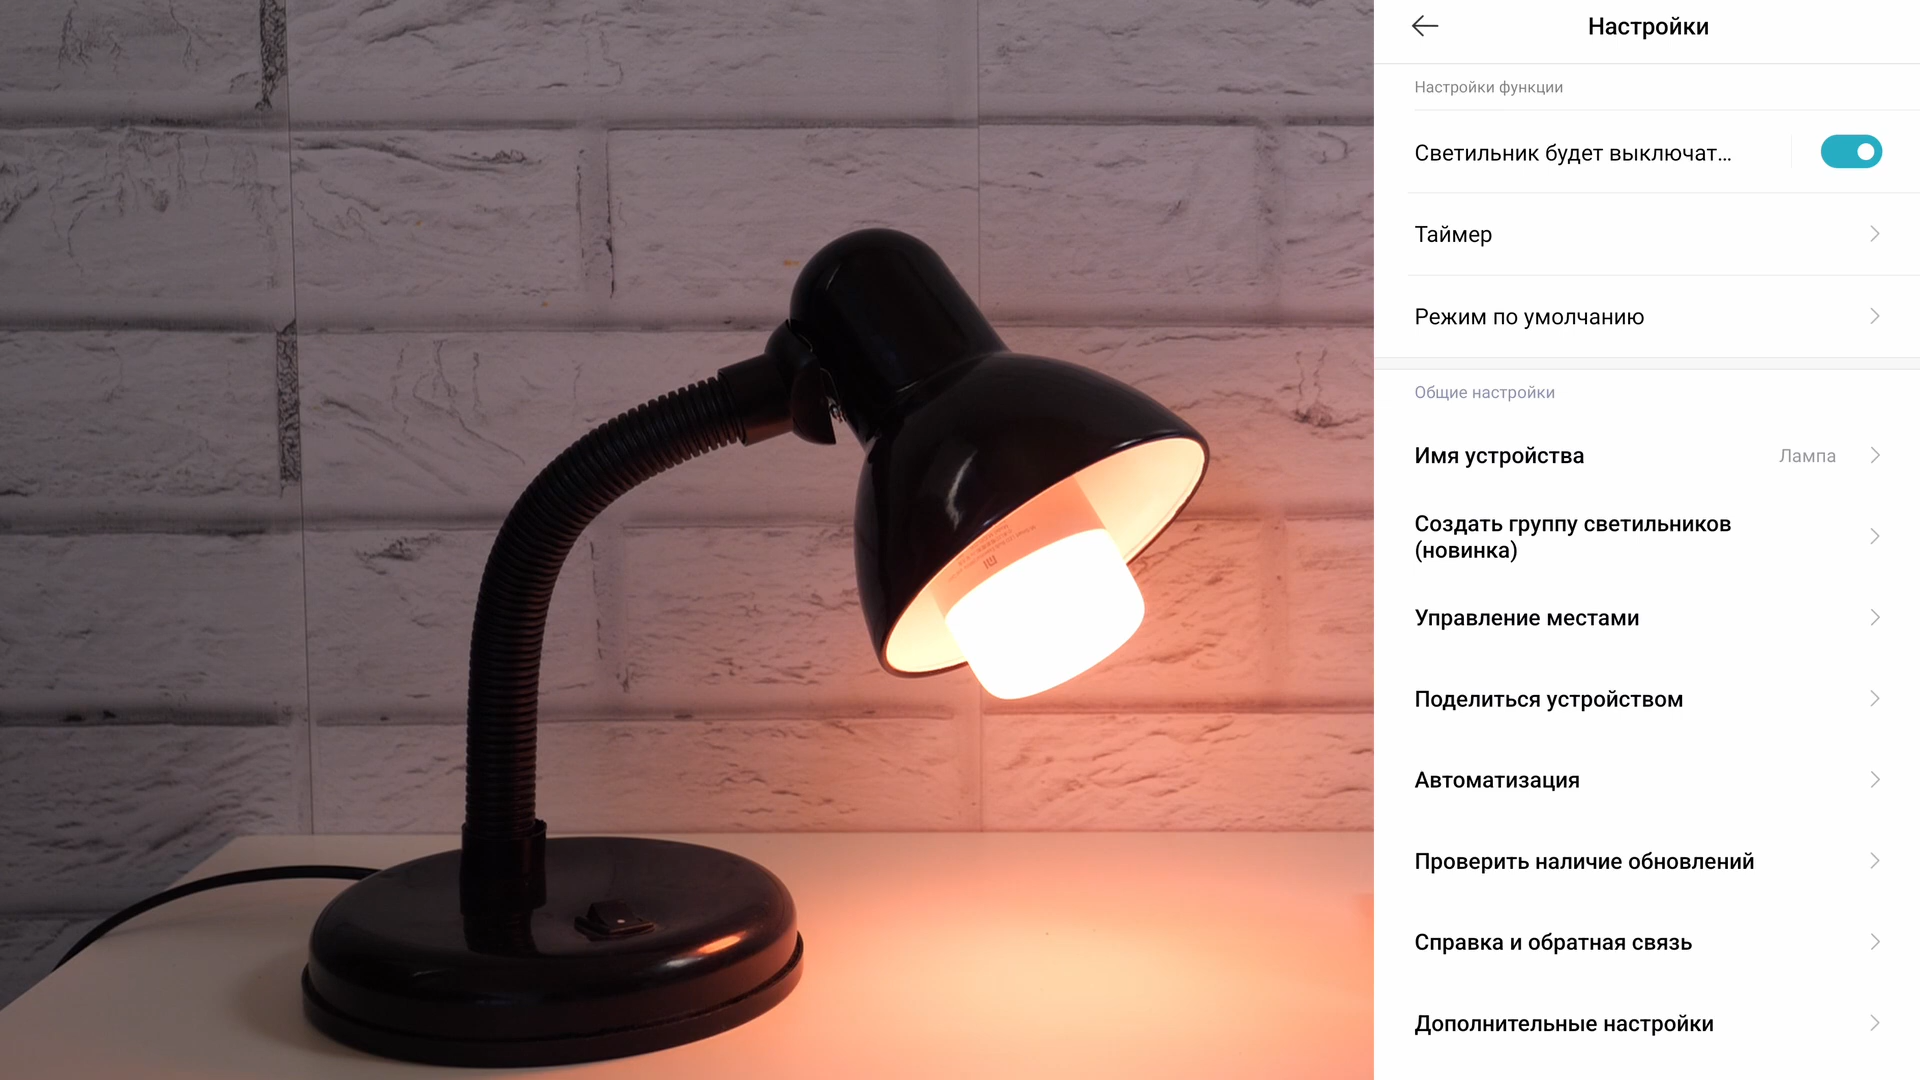 Настройки
Настройки функции
Светильник будет выключат...
Таймер
Режим по умолчанию
Общие настройки
Имя устройства Лампа
Создать группу светильников
(новинка)
Управление местами
Поделиться устройством
Автоматизация
Проверить наличие обновлений
Справка и обратная связь
Дополнительные настройки
mi